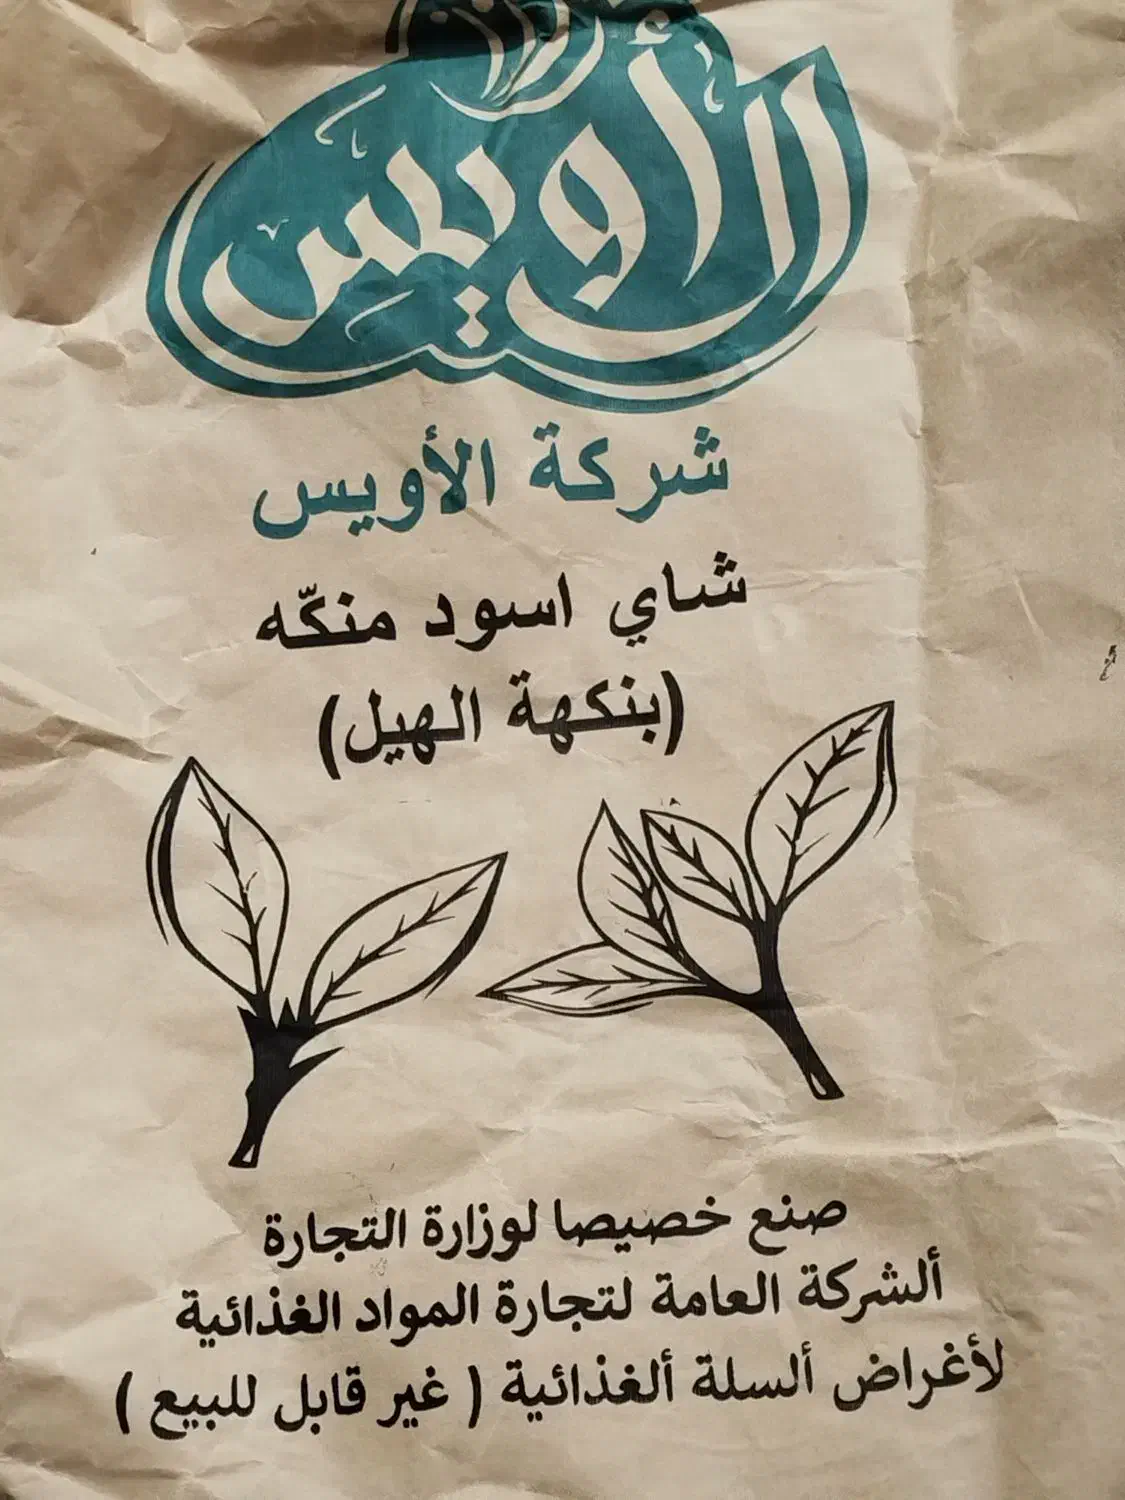 الأويس
شركة الأويس
شاي اسود منكّه
(بنكهة الهيل)
صنع خصيصا لوزارة التجارة
ألشركة العامة لتجارة المواد الغذائية
لأغراض ألسلة ألغذائية ( غير قابل للبيع )